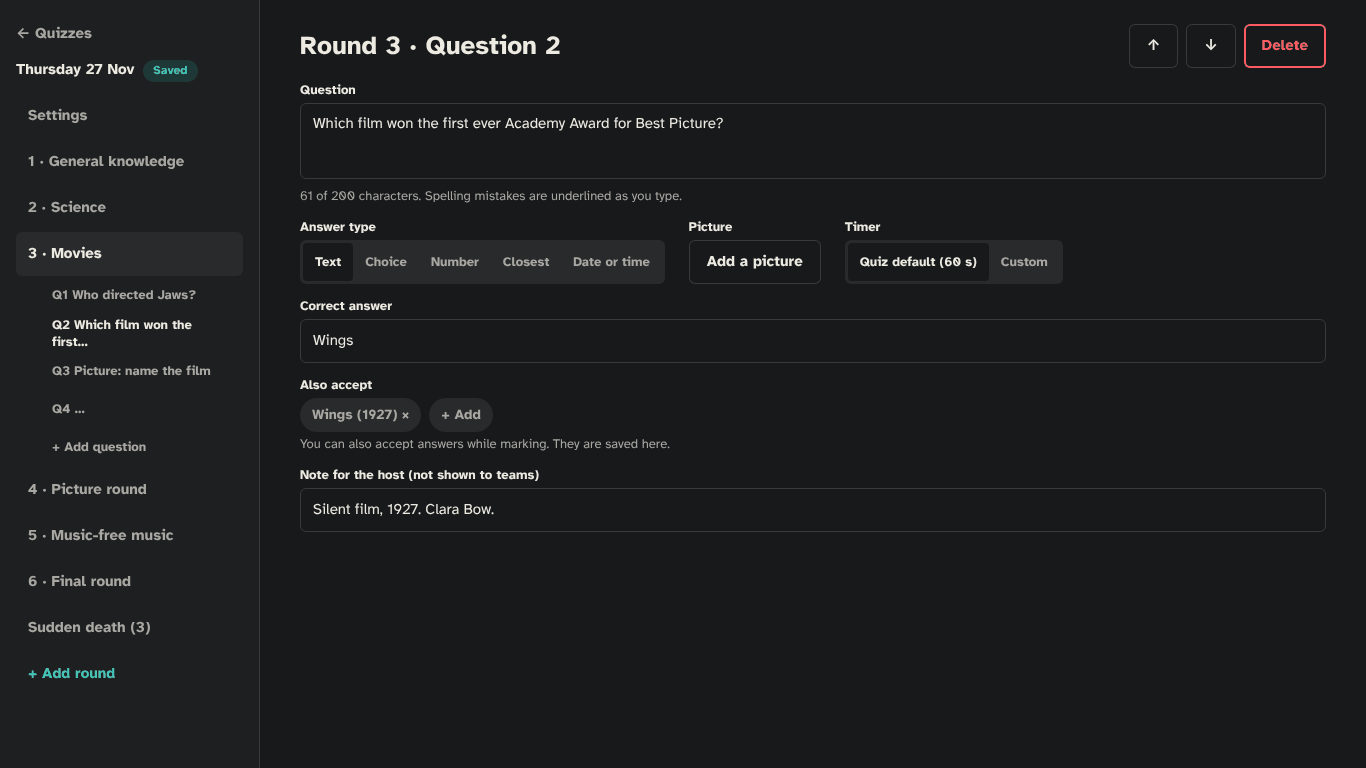 ← Quizzes
Thursday 27 Nov Saved
Settings
1 · General knowledge
2 · Science
3 · Movies
Q1 Who directed Jaws?
Q2 Which film won the
first...
Q3 Picture: name the film
Q4 ...
+ Add question
4 · Picture round
5 · Music-free music
6 · Final round
Sudden death (3)
+ Add round
Round 3 · Question 2
↑ ↓ Delete
Question
Which film won the first ever Academy Award for Best Picture?
61 of 200 characters. Spelling mistakes are underlined as you type.
Answer type Picture Timer
Text Choice Number Closest Date or time Add a picture Quiz default (60 s) Custom
Correct answer
Wings
Also accept
Wings (1927) × + Add
You can also accept answers while marking. They are saved here.
Note for the host (not shown to teams)
Silent film, 1927. Clara Bow.